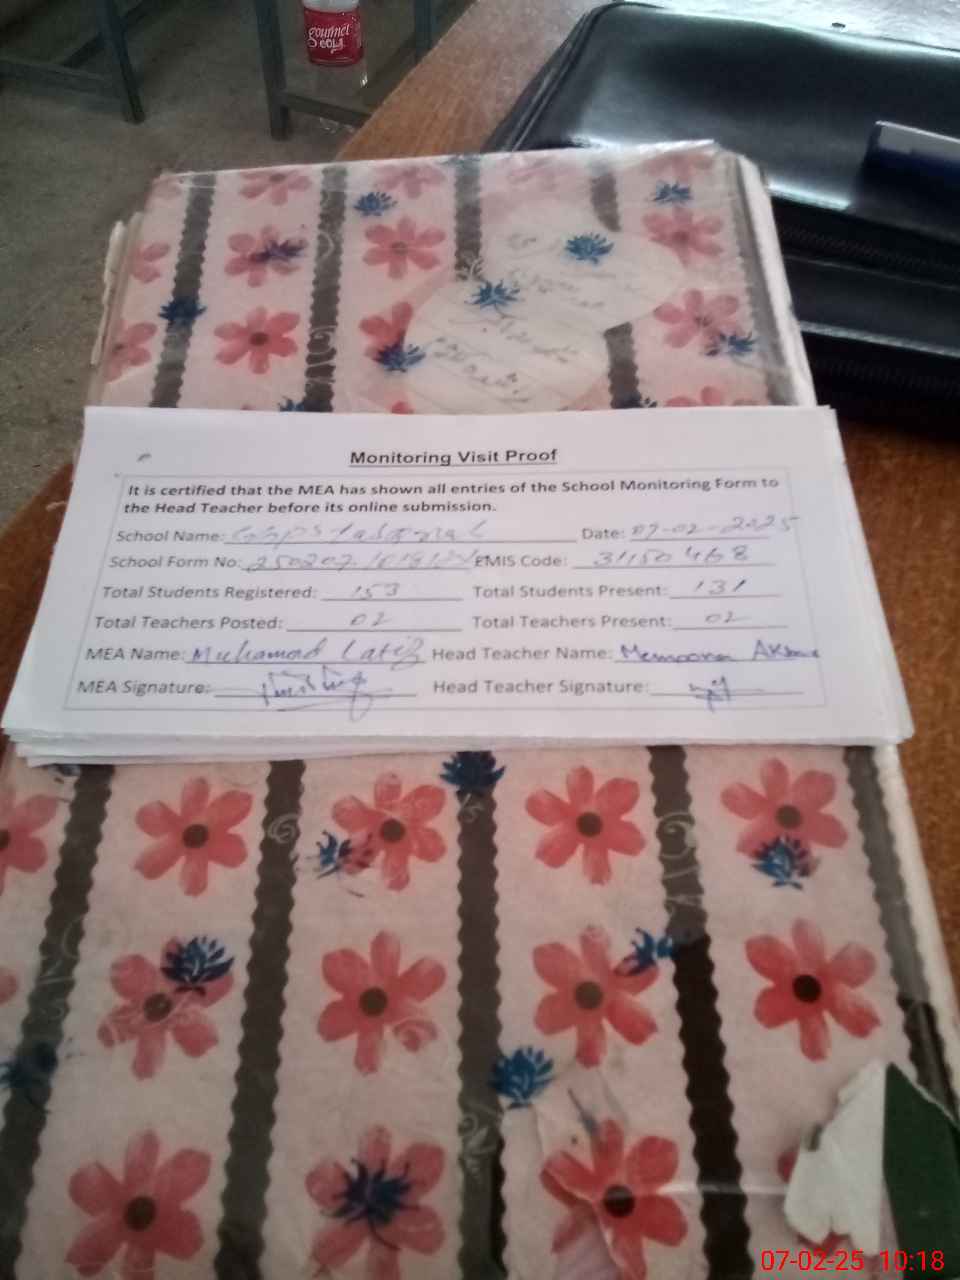 gourmet
COLA
Monitoring Visit Proof
It is certified that the MEA has shown all entries of the School Monitoring Form to
the Head Teacher before its online submission.
School Name: Date: 07-02-2025
School Form No: EMIS Code: 31150468
Total Students Registered: 153 Total Students Present: 131
Total Teachers Posted: 02 Total Teachers Present: 02
MEA Name: Muhamad Latif Head Teacher Name:
MEA Signature: Head Teacher Signature:
07-02-25 10:18